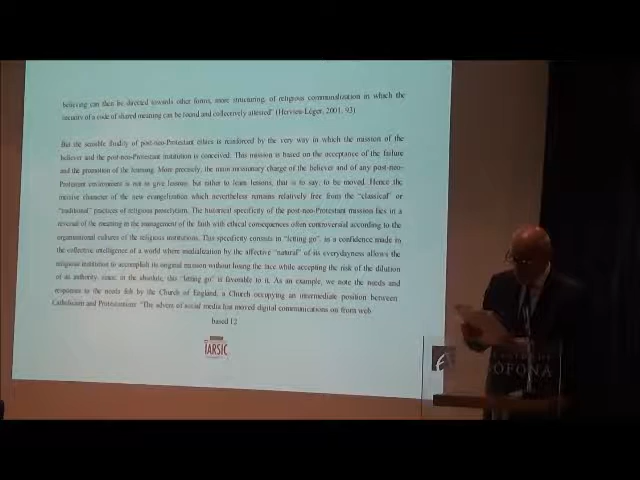 believing can then be directed towards other forms, more structuring, of religious communalization in which the
security of a code of shared meaning can be found and collectively attested" (Hervieu-Léger, 2001, 93)
But the sensible fluidity of post-neo-Protestant ethics is reinforced by the very way in which the mission of the
believer and the post-neo-Protestant institution is conceived. This mission is based on the acceptance of the failure
and the promotion of the learning. More precisely, the main missionary charge of the believer and of any post-neo-
Protestant environment is not to give lessons, but rather to learn lessons, that is to say, to be moved. Hence the
massive character of the new evangelization which nevertheless remains relatively free from the "classical" or
"traditional" practices of religious proselytism. The historical specificity of the post-neo-Protestant mission lies in a
reversal of the meaning in the management of the faith with ethical consequences often controversial according to the
organisational cultures of the religious institutions. This specificity consists in "letting go", as a confidence made in
the collective intelligence of a world where medialization by the affective "natural" of its everydayness allows the
religious institution to accomplish its original mission without losing the face while accepting the risk of the dilution
of its authority, since, in the absolute, this "letting go" is favorable to it. As an example, we note the needs and
responses to the needs felt by the Church of England, a Church occupying an intermediate position between
Catholicism and Protestantism: "The advent of social media has moved digital communications on from web
based 12
IARSIC
OFONA